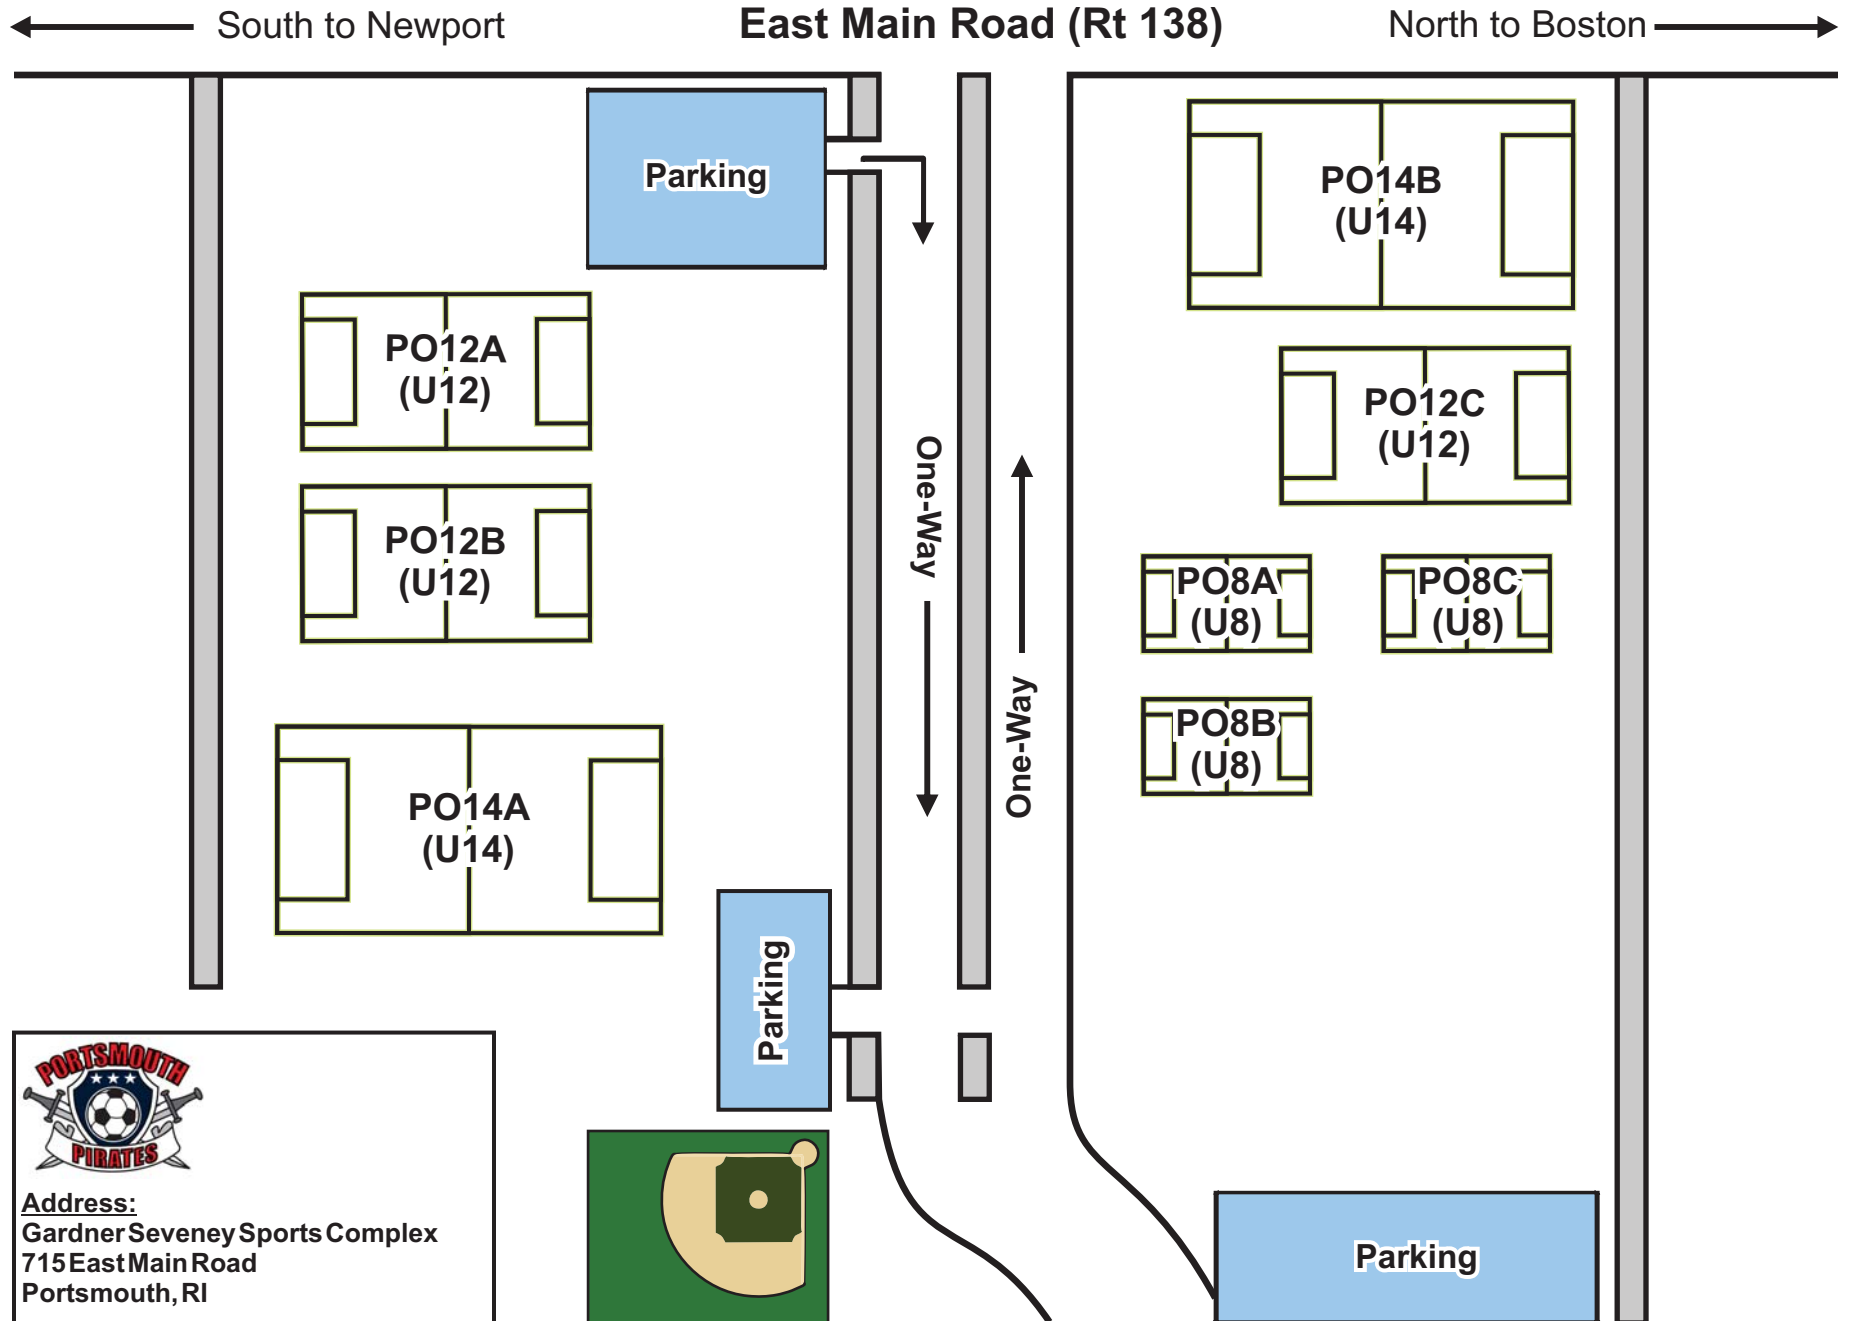 South to Newport
East Main Road (Rt 138)
North to Boston
Parking
PO14B
(U14)
PO12A
(U12)
PO12C
(U12)
One-Way
PO12B
(U12)
PO8A
(U8)
PO8C
(U8)
One-Way
PO8B
(U8)
PO14A
(U14)
Parking
PORTSMOUTH
PIRATES
Address:
Gardner Seveney Sports Complex
715 East Main Road
Portsmouth, RI
Parking